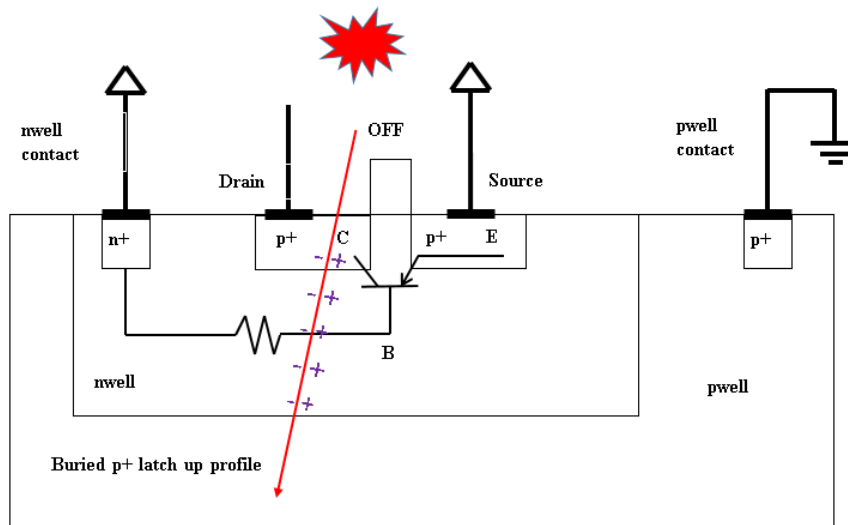 OFF
nwell
contact
pwell
contact
Drain
Source
n+
p+
C
p+
E
p+
B
nwell
pwell
Buried p+ latch up profile